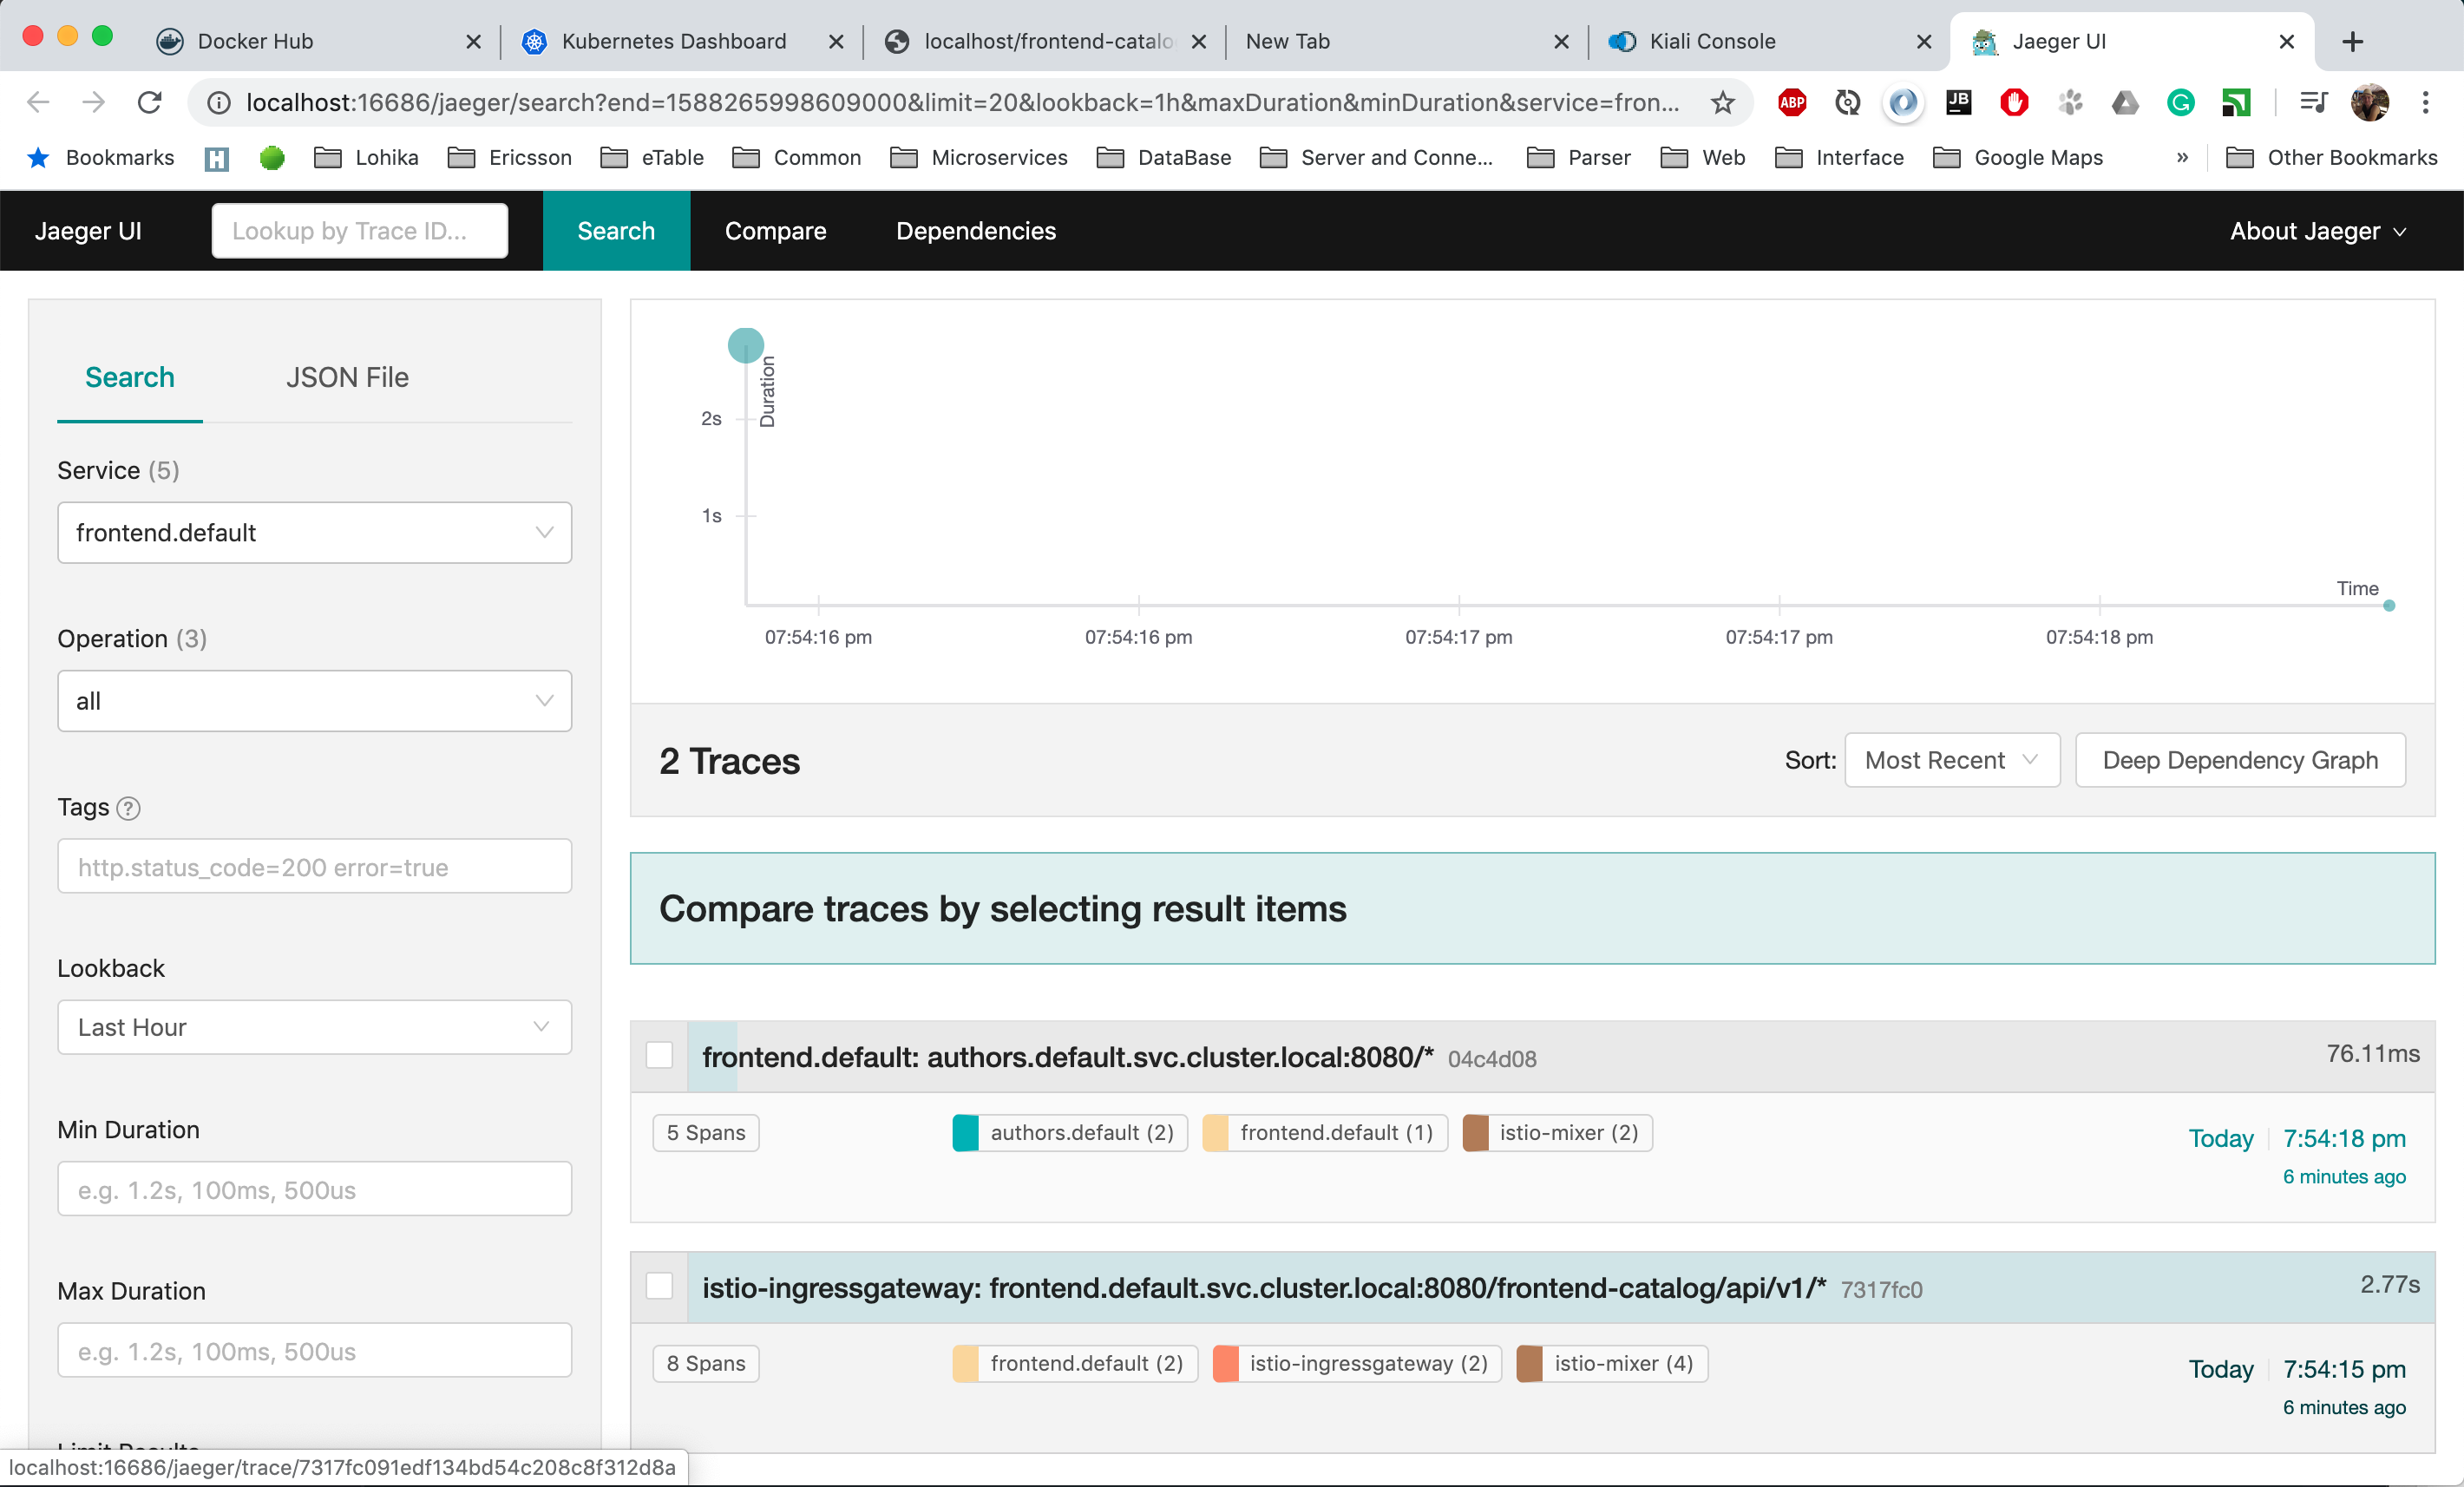 Docker Hub
Kubernetes Dashboard
localhost/frontend-catalo
New Tab
Kiali Console
Jaeger UI
localhost:16686/jaeger/search?end=1588265998609000&limit=20&lookback=1h&maxDuration&minDuration&service=fron...
ABP
JB
G
Bookmarks
H
Lohika
Ericsson
eTable
Common
Microservices
DataBase
Server and Conne...
Parser
Web
Interface
Google Maps
»
Other Bookmarks
Jaeger UI
Lookup by Trace ID...
Search
Compare
Dependencies
About Jaeger
Search
JSON File
Service (5)
frontend.default
Operation (3)
all
Tags ?
http.status_code=200 error=true
Lookback
Last Hour
Min Duration
e.g. 1.2s, 100ms, 500us
Max Duration
e.g. 1.2s, 100ms, 500us
Limit Results
Duration
2s
1s
Time
07:54:16 pm
07:54:16 pm
07:54:17 pm
07:54:17 pm
07:54:18 pm
2 Traces
Sort:
Most Recent
Deep Dependency Graph
Compare traces by selecting result items
frontend.default: authors.default.svc.cluster.local:8080/* 04c4d08
76.11ms
5 Spans
authors.default (2)
frontend.default (1)
istio-mixer (2)
Today
7:54:18 pm
6 minutes ago
istio-ingressgateway: frontend.default.svc.cluster.local:8080/frontend-catalog/api/v1/* 7317fc0
2.77s
8 Spans
frontend.default (2)
istio-ingressgateway (2)
istio-mixer (4)
Today
7:54:15 pm
6 minutes ago
localhost:16686/jaeger/trace/7317fc091edf134bd54c208c8f312d8a